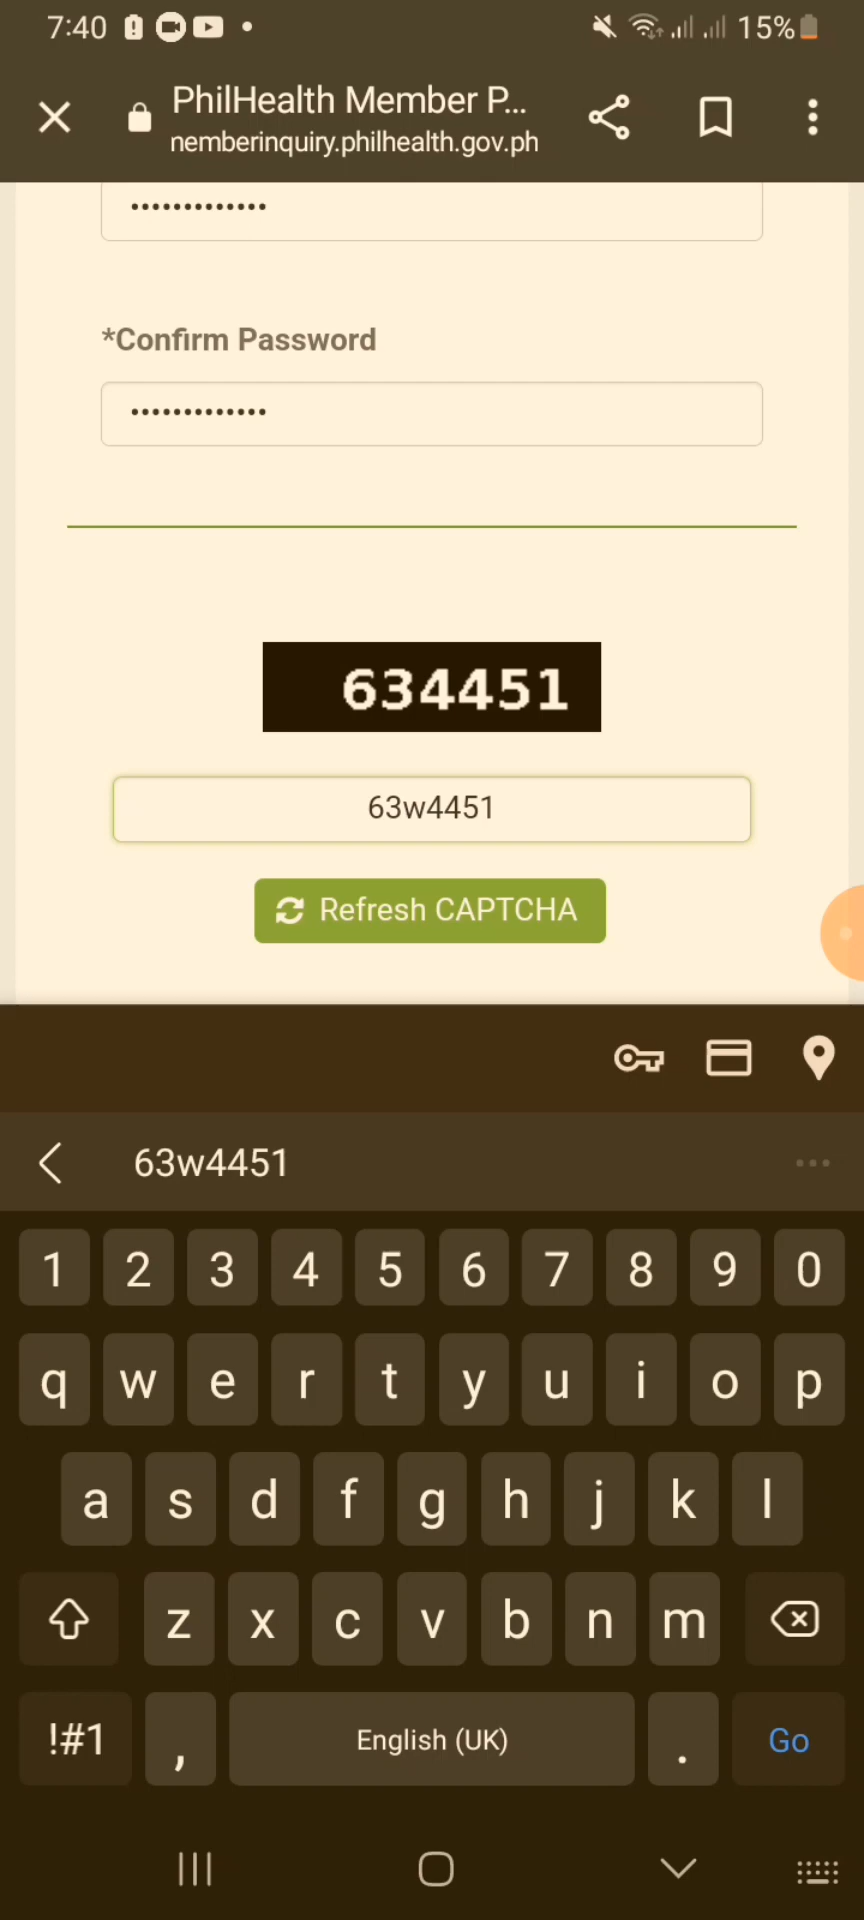 7:40 15%
PhilHealth Member P...
nemberinquiry.philhealth.gov.ph
•••••••••••••
*Confirm Password
•••••••••••••
634451
63w4451
Refresh CAPTCHA
63w4451
1 2 3 4 5 6 7 8 9 0
q w e r t y u i o p
a s d f g h j k l
z x c v b n m
!#1 , English (UK) . Go